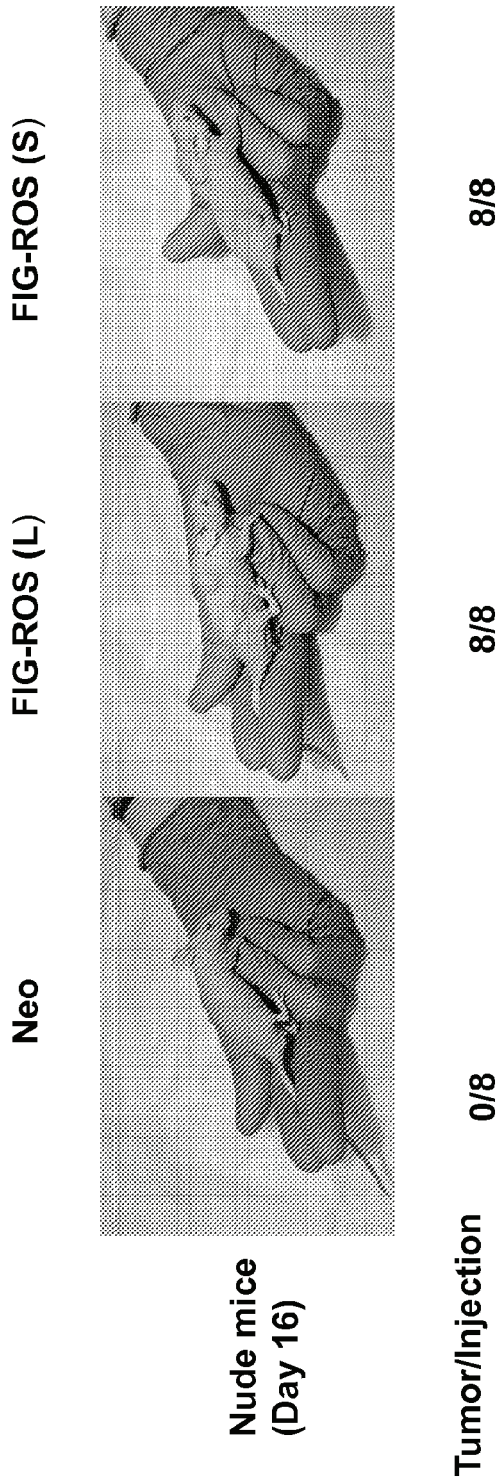 Neo
FIG-ROS (L)
FIG-ROS (S)
Nude mice
(Day 16)
Tumor/Injection
0/8
8/8
8/8